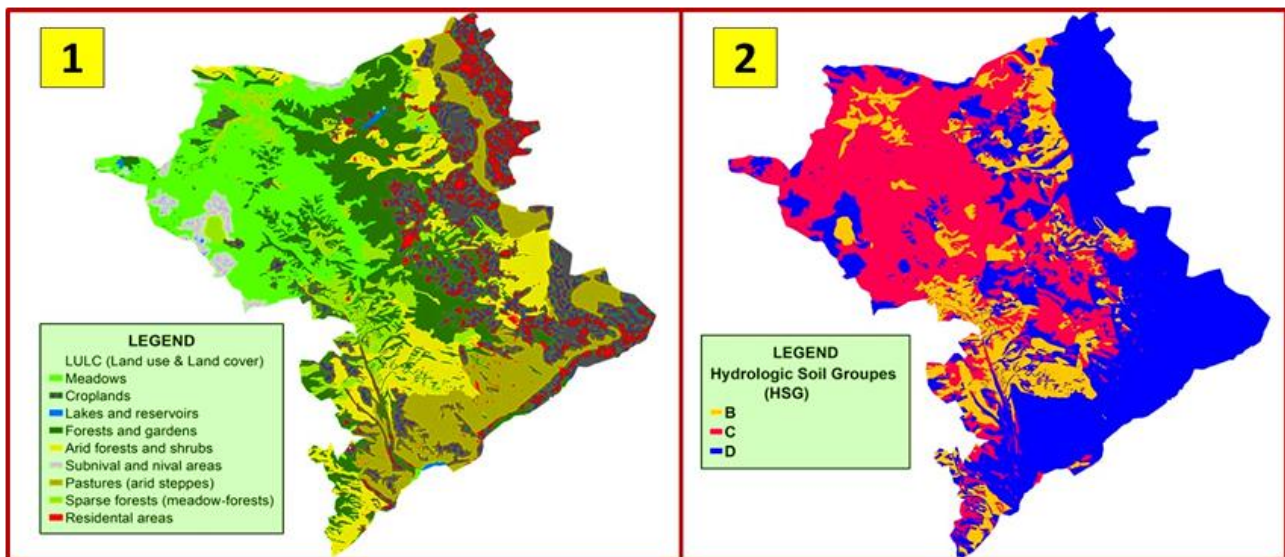 1
LEGEND
LULC (Land use & Land cover)
Meadows
Croplands
Lakes and reservoirs
Forests and gardens
Arid forests and shrubs
Subnival and nival areas
Pastures (arid steppes)
Sparse forests (meadow-forests)
Residental areas
2
LEGEND
Hydrologic Soil Groupes
(HSG)
B
C
D